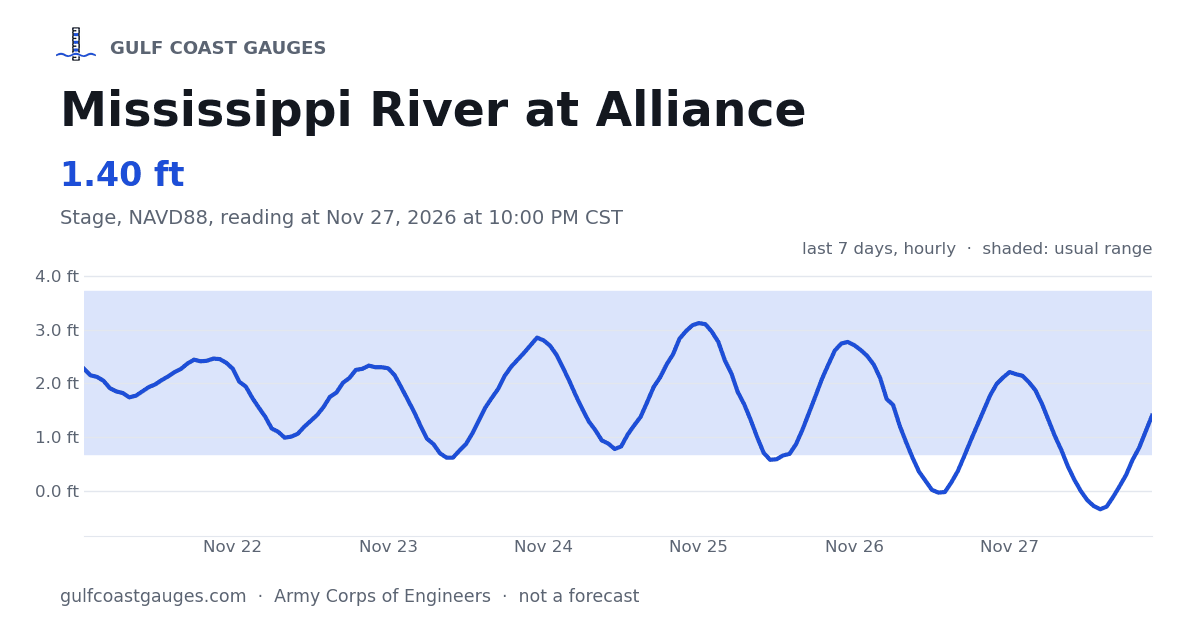 GULF COAST GAUGES
Mississippi River at Alliance
1.40 ft
Stage, NAVD88, reading at Nov 27, 2026 at 10:00 PM CST
last 7 days, hourly · shaded: usual range
4.0 ft
3.0 ft
2.0 ft
1.0 ft
0.0 ft
Nov 22 Nov 23 Nov 24 Nov 25 Nov 26 Nov 27
gulfcoastgauges.com · Army Corps of Engineers · not a forecast